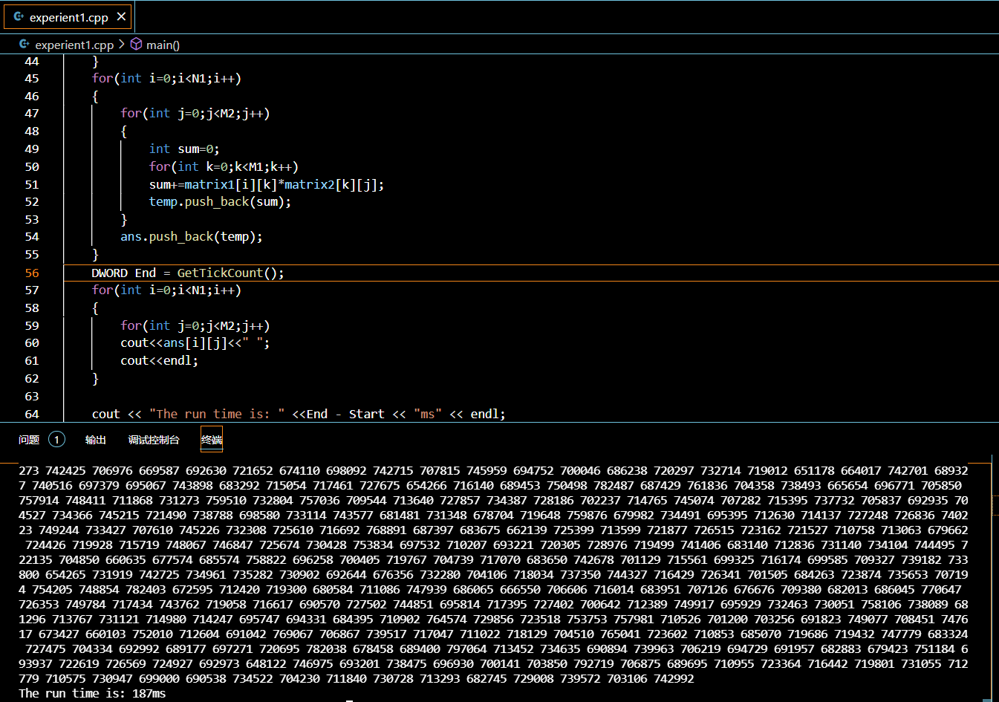 experient1.cpp
experient1.cpp > main()
44 }
45 for(int i=0;i<N1;i++)
46 {
47 for(int j=0;j<M2;j++)
48 {
49 int sum=0;
50 for(int k=0;k<M1;k++)
51 sum+=matrix1[i][k]*matrix2[k][j];
52 temp.push_back(sum);
53 }
54 ans.push_back(temp);
55 }
56 DWORD End = GetTickCount();
57 for(int i=0;i<N1;i++)
58 {
59 for(int j=0;j<M2;j++)
60 cout<<ans[i][j]<<" ";
61 cout<<endl;
62 }
63
64 cout << "The run time is: " <<End - Start << "ms" << endl;
问题 1 输出 调试控制台 终端
273 742425 706976 669587 692630 721652 674110 698092 742715 707815 745959 694752 700046 686238 720297 732714 719012 651178 664017 742701 68932
7 740516 697379 695067 743898 683292 715054 717461 727675 654266 716140 689453 750498 782487 687429 761836 704358 738493 665654 696771 705850
757914 748411 711868 731273 759510 732804 757036 709544 713640 727857 734387 728186 702237 714765 745074 707282 715395 737732 705837 692935 70
4527 734366 745215 721490 738788 698580 733114 743577 681481 731348 678704 719648 759876 679982 734491 695395 712630 714137 727248 726836 7402
23 749244 733427 707610 745226 732308 725610 716692 768891 687397 683675 662139 725399 713599 721877 726515 723162 721527 710758 713063 679662
724426 719928 715719 748067 746847 725674 730428 753834 697532 710207 693221 720305 728976 719499 741406 683140 712836 731140 734104 744495 7
22135 704850 660635 677574 685574 758822 696258 700405 719767 704739 717070 683650 742678 701129 715561 699325 716174 699585 709327 739182 733
800 654265 731919 742725 734961 735282 730902 692644 676356 732280 704106 718034 737350 744327 716429 726341 701505 684263 723874 735653 70719
4 754205 748854 782403 672595 712420 719300 680584 711086 747939 686065 666550 706606 716014 683951 707126 676676 709380 682013 686045 770647
726353 749784 717434 743762 719058 716617 690570 727502 744851 695814 717395 727402 700642 712389 749917 695929 732463 730051 758106 738089 68
1296 713767 731121 714980 714247 695747 694331 684395 710902 764574 729856 723518 753753 757981 710526 701200 703256 691823 749077 708451 7476
17 673427 660103 752010 712604 691042 769067 706867 739517 717047 711022 718129 704510 765041 723602 710853 685070 719686 719432 747779 683324
727475 704334 692992 689177 697271 720695 782038 678458 689400 797064 713452 734635 690894 739963 706219 694729 691957 682883 679423 751184 6
93937 722619 726569 724927 692973 648122 746975 693201 738475 696930 700141 703850 792719 706875 689695 710955 723364 716442 719801 731055 712
779 710575 730947 699000 690538 734522 704230 711840 730728 713293 682745 729008 739572 703106 742992
The run time is: 187ms